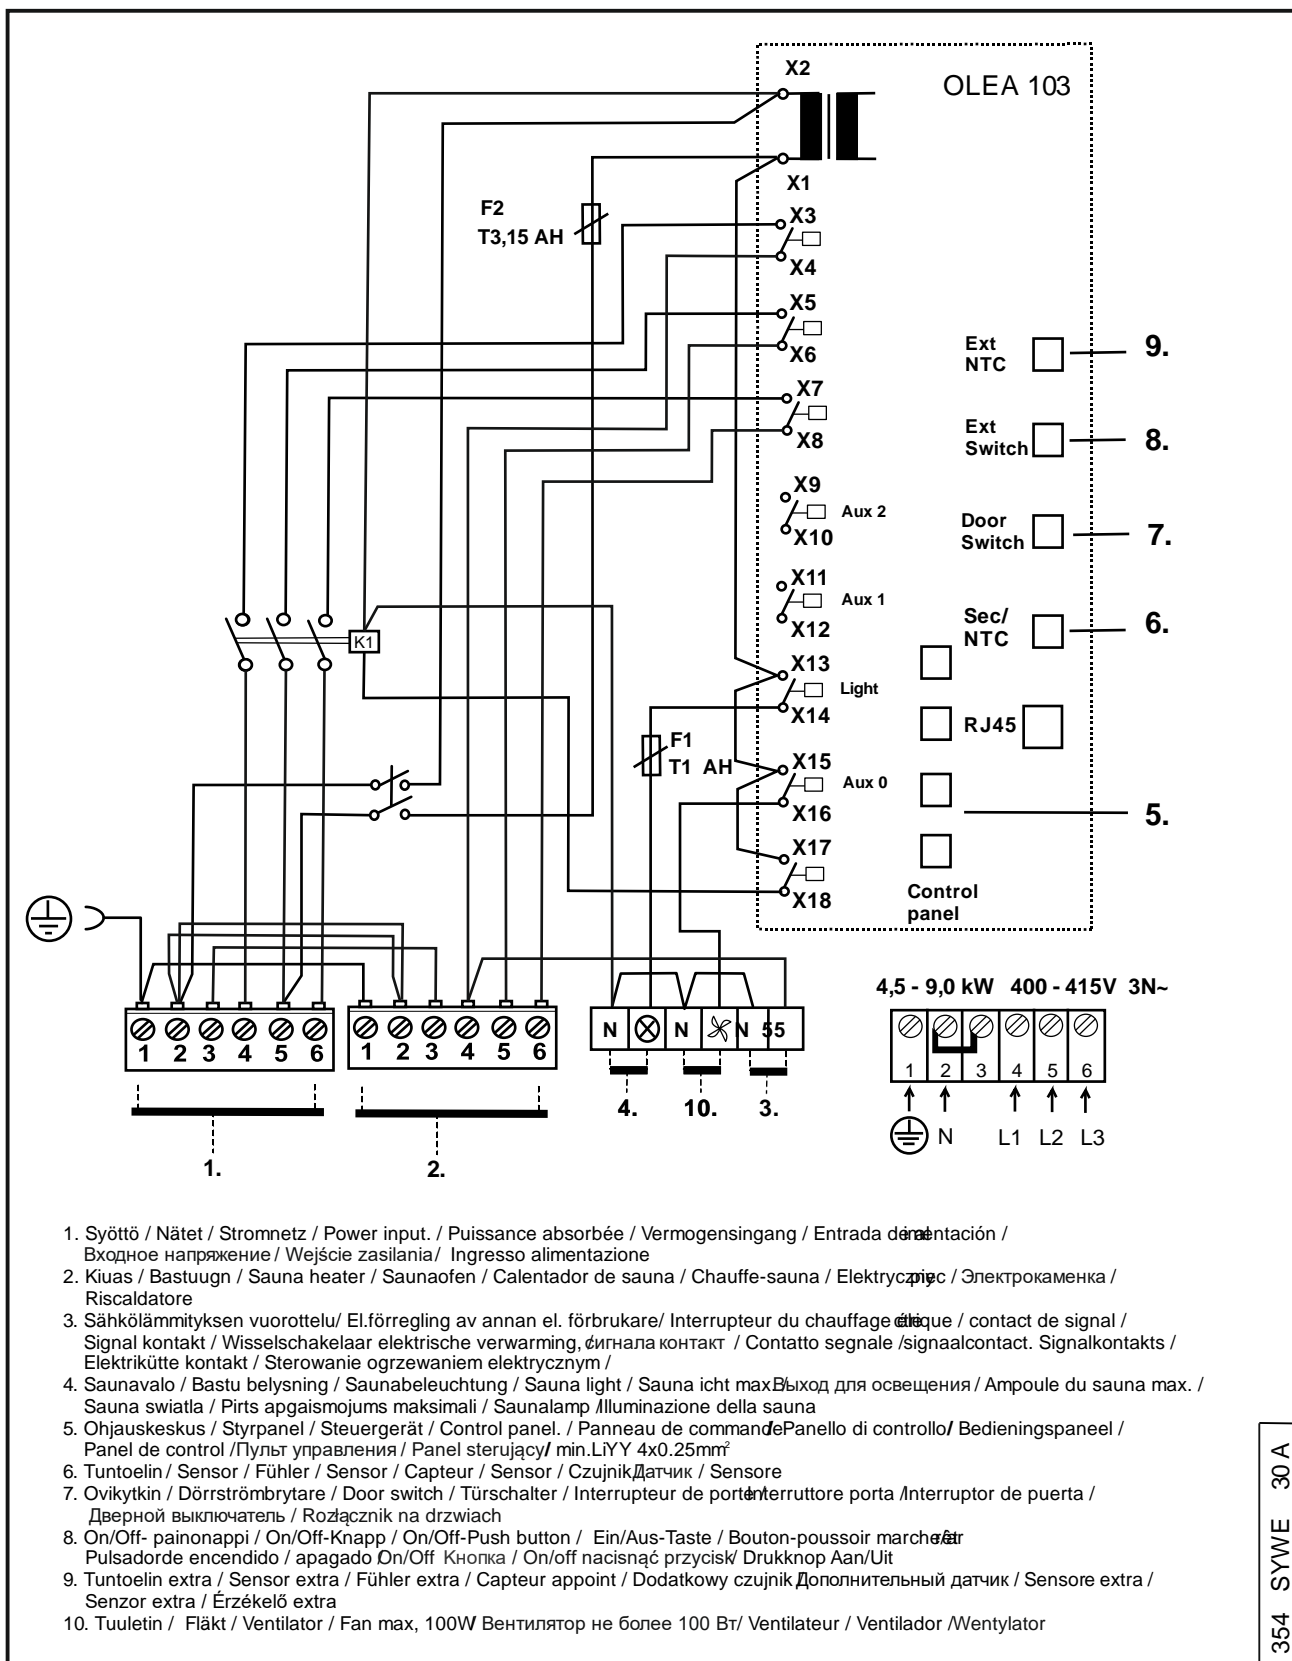 X2
OLEA 103
X1
F2
T3,15 AH
X3
X4
X5
X6
Ext
NTC
9.
X7
X8
Ext
Switch
8.
X9
Aux 2
X10
Door
Switch
7.
X11
Aux 1
X12
Sec/
NTC
6.
K1
X13
Light
X14
RJ45
F1
T1 AH
X15
Aux 0
X16
5.
X17
X18
Control
panel
4,5 - 9,0 kW 400 - 415V 3N~
1 2 3 4 5 6
1 2 3 4 5 6
N N N 55
1 2 3 4 5 6
N L1 L2 L3
4. 10. 3.
1. 2.
1. Syöttö / Nätet / Stromnetz / Power input. / Puissance absorbée / Vermogensingang / Entrada de
Входное напряжение / Wejście zasilania/ Ingresso alimentazione
2. Kiuas / Bastuugn / Sauna heater / Saunaofen / Calentador de sauna / Chauffe-sauna / Электрокаменка /
Riscaldatore
3. Sähkölämmityksen vuorottelu/ El.förregling av annan el. förbrukare/ Interrupteur du chauffage / contact de signal /
Signal kontakt / Wisselschakelaar elektrische verwarming, контакт / Contatto segnale /signaalcontact. Signalkontakts /
Elektrikütte kontakt / Sterowanie ogrzewaniem elektrycznym /
4. Saunavalo / Bastu belysning / Saunabeleuchtung / Sauna light / Sauna icht max. Выход для освещения / Ampoule du sauna max. /
Sauna swiatla / Pirts apgaismojums maksimali / Saunalamp /Illuminazione della sauna
5. Ohjauskeskus / Styrpanel / Steuergerät / Control panel. / Panneau de commande Panello di controllo/ Bedieningspaneel /
Panel de control /Пульт управления / Panel sterujący/ min.LiYY 4x0.25mm²
6. Tuntoelin / Sensor / Fühler / Sensor / Capteur / Sensor / Czujnik Датчик / Sensore
7. Ovikytkin / Dörrströmbrytare / Door switch / Türschalter / Interrupteur de porte Interruttore porta /Interruptor de puerta /
Дверной выключатель / Rozłącznik na drzwiach
8. On/Off- painonappi / On/Off-Knapp / On/Off-Push button / Ein/Aus-Taste / Bouton-poussoir
Pulsadorde encendido / apagado On/Off Кнопка / On/off nacisnąć przycisk/ Drukknop Aan/Uit
9. Tuntoelin extra / Sensor extra / Fühler extra / Capteur appoint / Dodatkowy czujnik Дополнительный датчик / Sensore extra /
Senzor extra / Érzékelő extra
10. Tuuletin / Fläkt / Ventilator / Fan max, 100W Вентилятор не более 100 Вт/ Ventilateur / Ventilador /Wentylator
354 SYWE 30 A